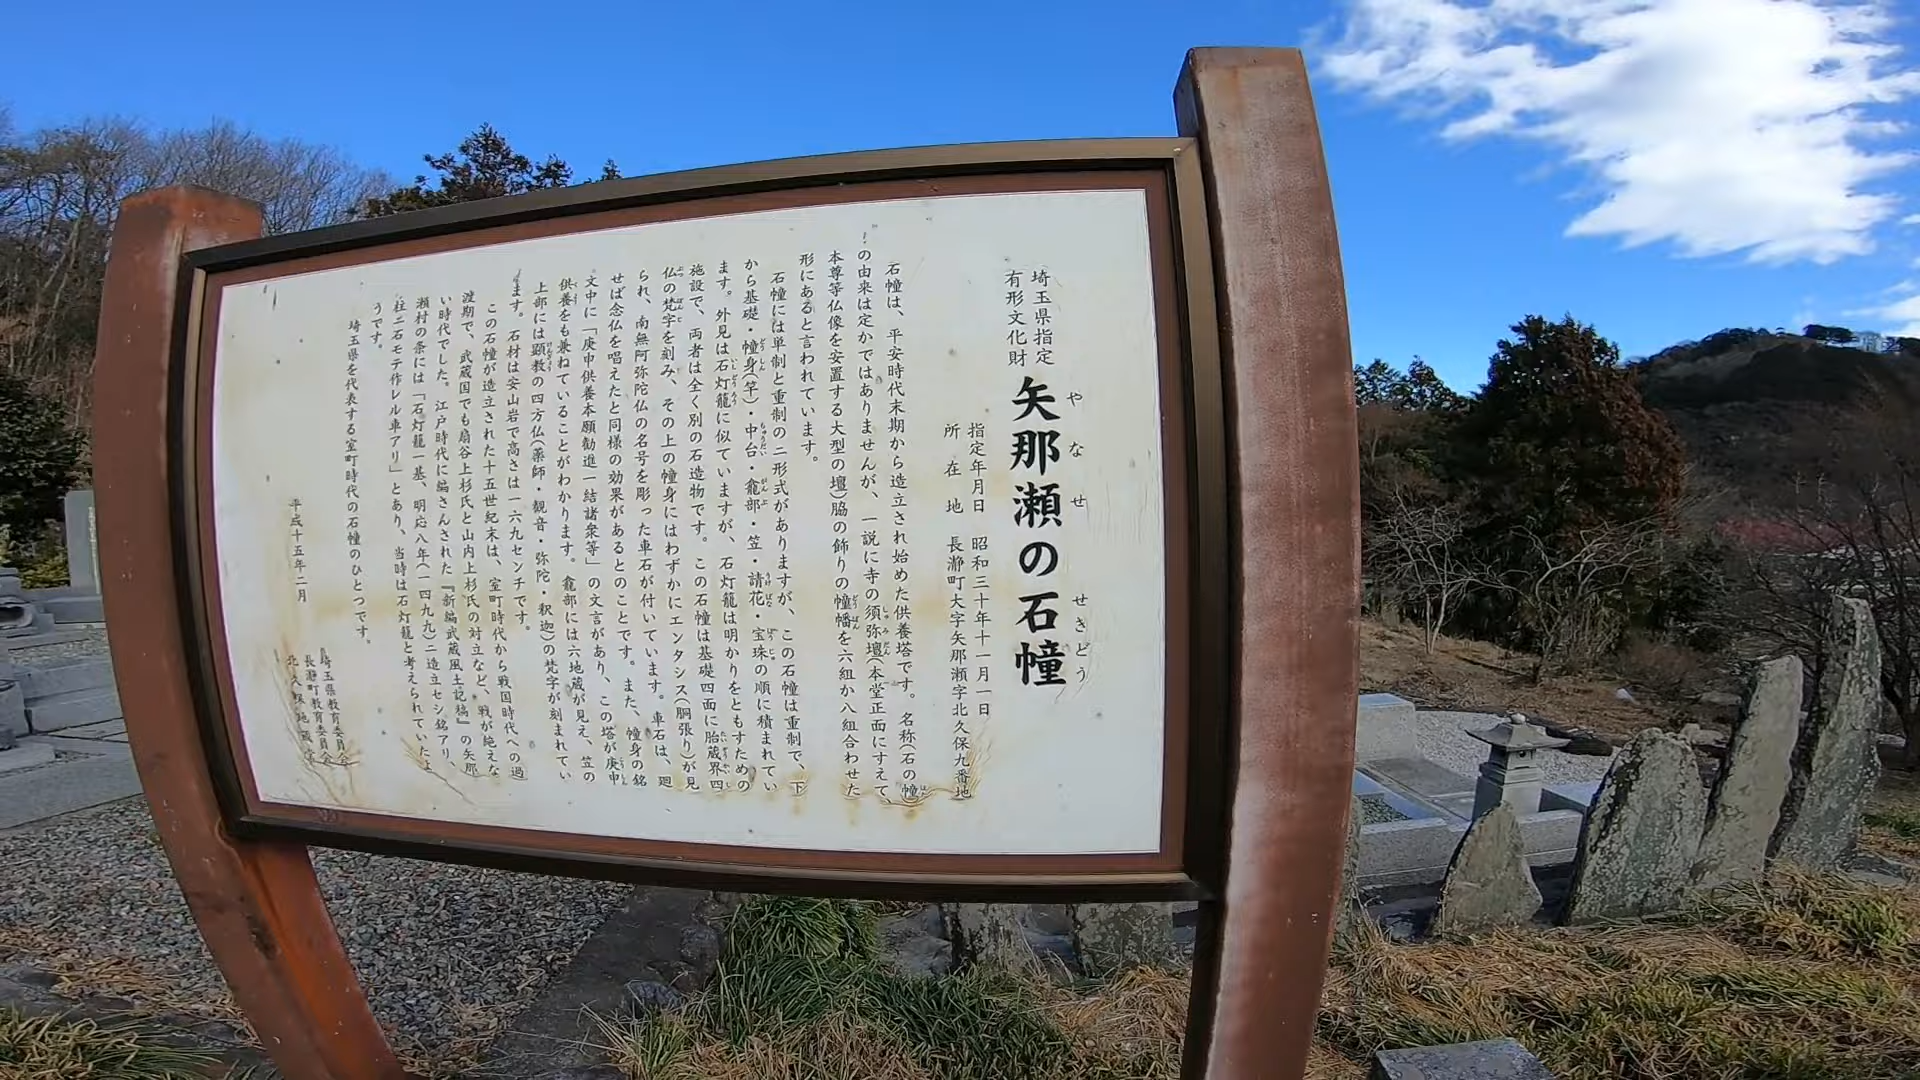 埼玉県指定
有形文化財
矢那瀬の石幢
やなせ せきどう
指定年月日 昭和三十年十一月一日
所在地 長瀞町大字矢那瀬字北久保九番地
石幢は、平安時代末期から造立され始めた供養塔です。名称(石の幢)
の由来は定かではありませんが、一説に寺の須弥壇(本堂正面にすえて、
本尊等仏像を安置する大型の壇)脇の飾りの幢幡を六組か八組合わせた
形にあると言われています。
石幢には単制と重制の二形式がありますが、この石幢は重制で、下
から基礎・幢身(竿)・中台・龕部・笠・請花・宝珠の順に積まれてい
ます。外見は石灯籠に似ていますが、石灯籠は明かりをともすための
施設で、両者は全く別の石造物です。この石幢は基礎四面に胎蔵界四
仏の梵字を刻み、その上の幢身にはわずかにエンタシス(胴張り)が見
られ、南無阿弥陀仏の名号を彫った車石が付いています。車石は、廻
せば念仏を唱えたと同様の効果があるとのことです。また、幢身の銘
文中に「庚申供養本願勧進一結諸衆等」の文言があり、この塔が庚申
供養をも兼ねていることがわかります。龕部には六地蔵が見え、笠の
上部には顕教の四方仏(薬師・観音・弥陀・釈迦)の梵字が刻まれてい
ます。石材は安山岩で高さは一六九センチです。
この石幢が造立された十五世紀末は、室町時代から戦国時代への過
渡期で、武蔵国でも扇谷上杉氏と山内上杉氏の対立など、戦が絶えな
い時代でした。江戸時代に編さんされた『新編武蔵風土記稿』の矢那
瀬村の条には「石灯籠一基、明応八年(一四九九)ニ造立セシ銘アリ、
柱ニ石モテ作レル車アリ」とあり、当時は石灯籠と考えられていたよ
うです。
埼玉県を代表する室町時代の石幢のひとつです。
平成十五年二月
埼玉県教育委員会
長瀞町教育委員会
北久保地蔵堂